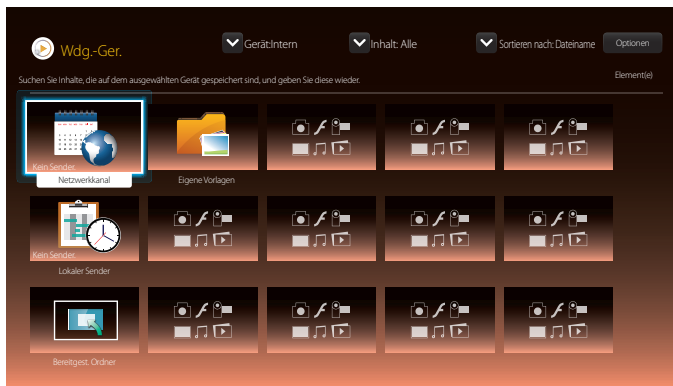 Wdg.-Ger.
Gerät:Intern
Inhalt: Alle
Sortieren nach: Dateiname
Optionen
Suchen Sie Inhalte, die auf dem ausgewählten Gerät gespeichert sind, und geben Sie diese wieder.
Element(e)
Kein Sender.
Netzwerkkanal
Eigene Vorlagen
Kein Sender.
Lokaler Sender
Bereitgest. Ordner